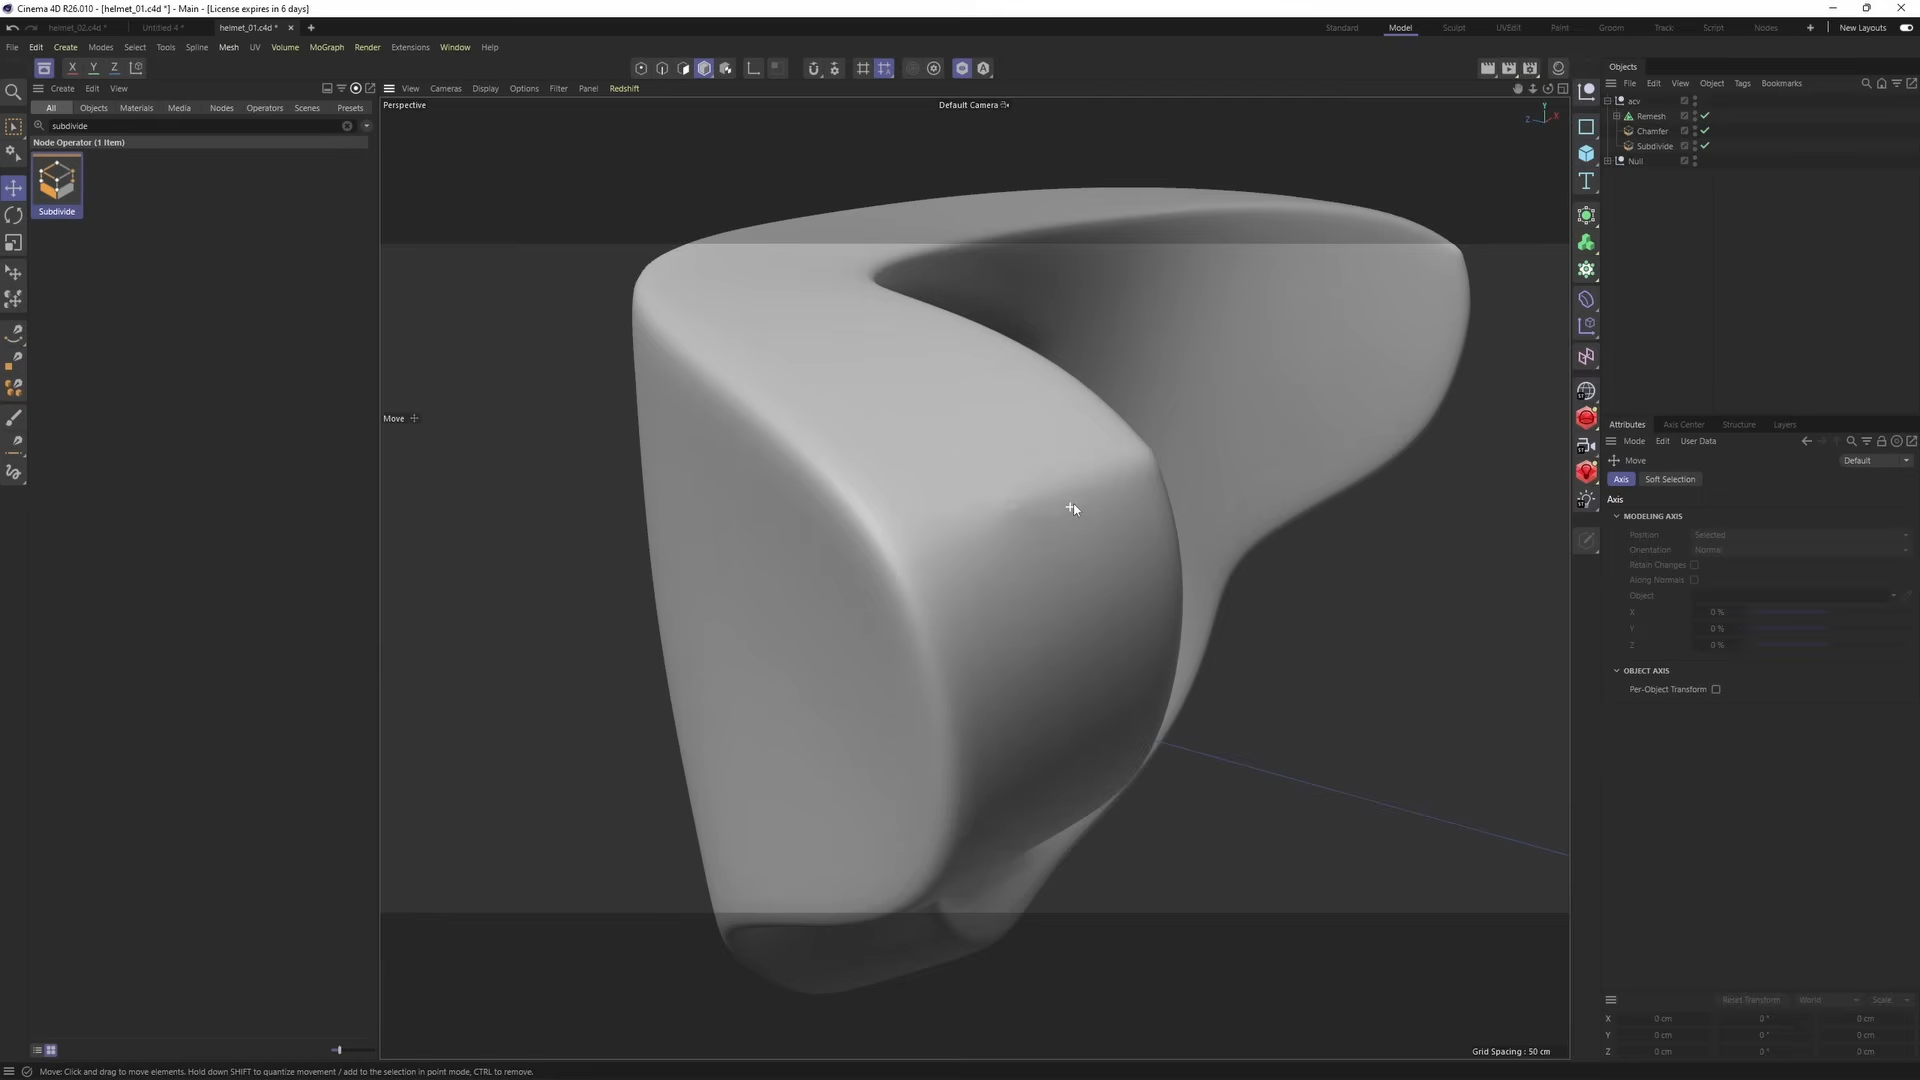 Cinema 4D R26.010 - [helmet_01.c4d *] - Main - [License expires in 6 days]
helmet_02.c4d *
Untitled 4 *
helmet_01.c4d *
Standard
Model
Sculpt
UVEdit
Paint
Groom
Track
Script
Nodes
New Layouts
File Edit Create Modes Select Tools Spline Mesh UV Volume MoGraph Render Extensions Window Help
X Y Z
Objects
Create Edit View
View Cameras Display Options Filter Panel Redshift
File Edit View Object Tags Bookmarks
All Objects Materials Media Nodes Operators Scenes Presets
Perspective
Default Camera
acv
subdivide
Remesh
Node Operator (1 Item)
Chamfer
Subdivide
Null
Subdivide
Y
Z X
Move
Attributes Axis Center Structure Layers
Mode Edit User Data
Move
Default
Axis Soft Selection
Axis
MODELING AXIS
Position Selected
Orientation Normal
Retain Changes
Along Normals
Object
X 0 %
Y 0 %
Z 0 %
OBJECT AXIS
Per-Object Transform
Reset Transform World Scale
X 0 cm 0 ° 0 cm
Y 0 cm 0 ° 0 cm
Z 0 cm 0 ° 0 cm
Grid Spacing : 50 cm
Move: Click and drag to move elements. Hold down SHIFT to quantize movement / add to the selection in point mode, CTRL to remove.